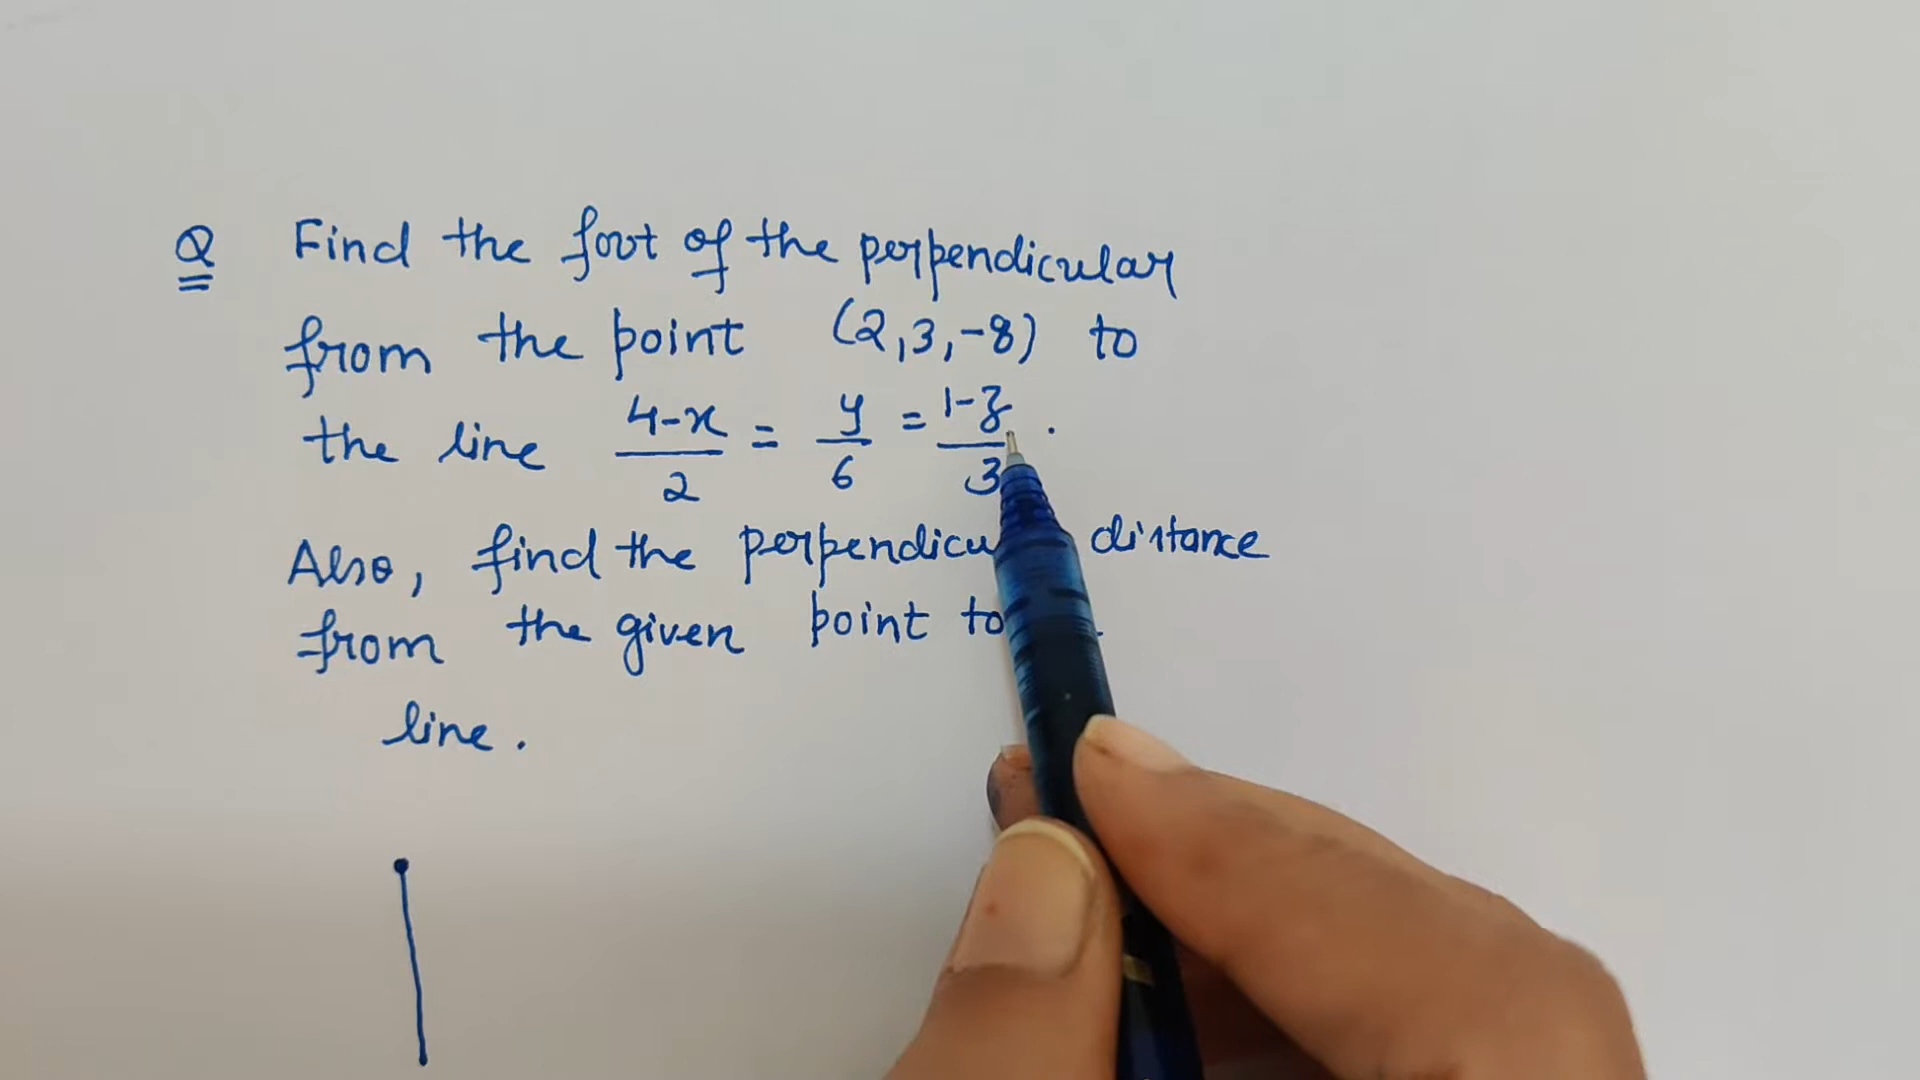 Q Find the foot of the perpendicular
from the point (2,3,-8) to
the line (4-x)/2 = y/6 = (1-z)/3 .
Also, find the distance
from the given point to
line.